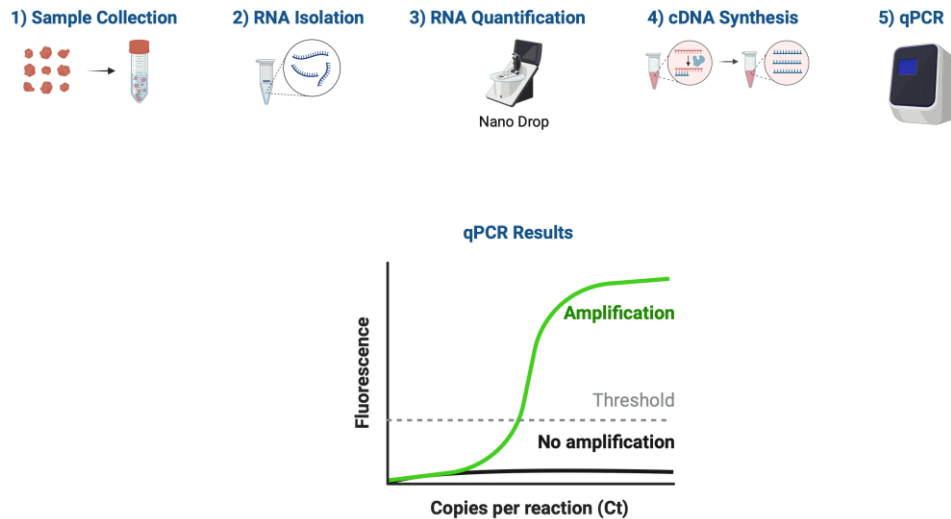 1) Sample Collection
2) RNA Isolation
3) RNA Quantification
4) cDNA Synthesis
5) qPCR
Nano Drop
qPCR Results
Fluorescence
Amplification
Threshold
No amplification
Copies per reaction (Ct)